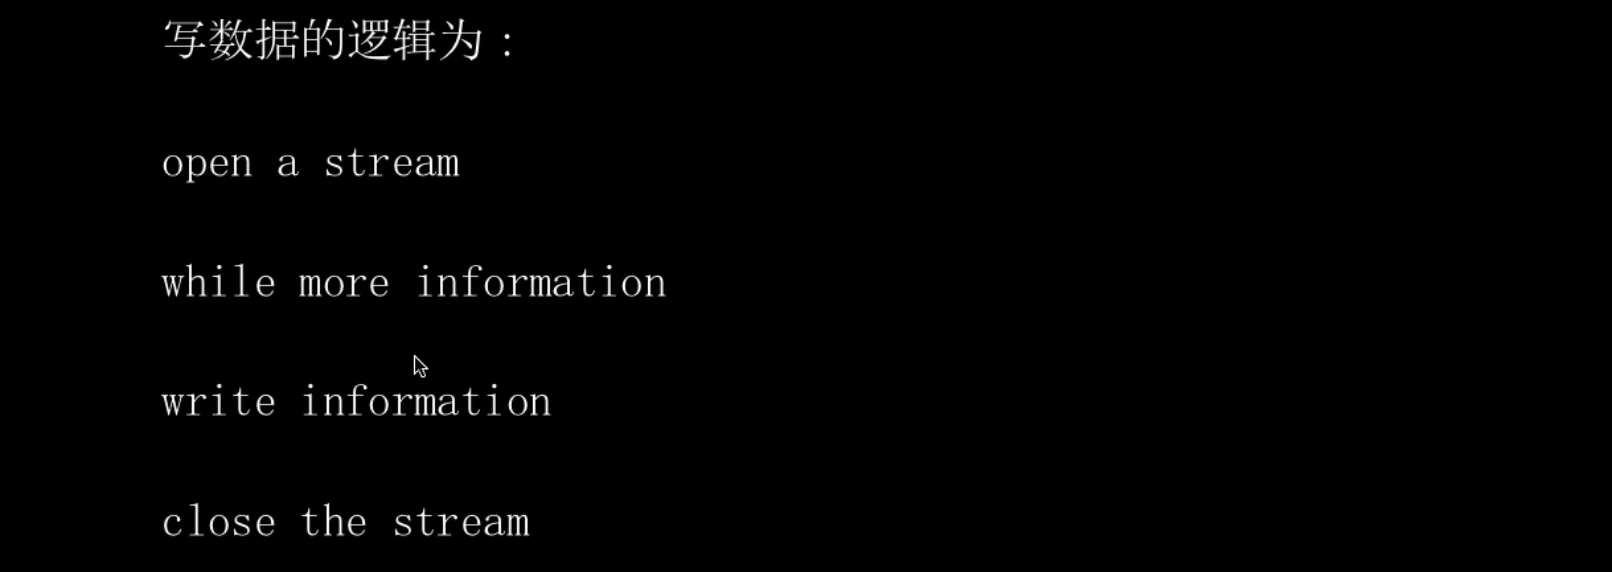 写数据的逻辑为：
open a stream
while more information
write information
close the stream